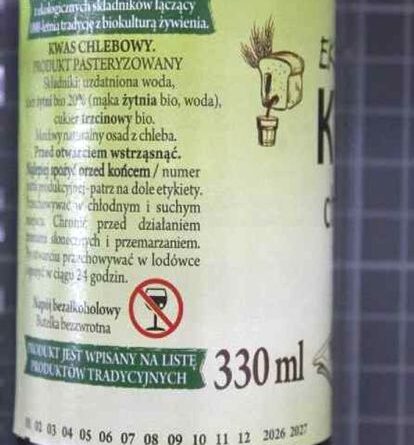 ekologicznych składników łączący
tradycję z biokulturą żywienia.
KWAS CHLEBOWY.
PRODUKT PASTERYZOWANY
Składniki: uzdatniona woda,
żytni bio 20% (mąka żytnia bio, woda),
cukier trzcinowy bio.
Możliwy naturalny osad z chleba.
Przed otwarciem wstrząsnąć.
Najlepiej spożyć przed końcem / numer
partii produkcyjnej - patrz na dole etykiety.
Przechowywać w chłodnym i suchym
miejscu. Chronić przed działaniem
promieni słonecznych i przemarzaniem.
Po otwarciu przechowywać w lodówce
i spożyć w ciągu 24 godzin.
Napój bezalkoholowy
Butelka bezzwrotna
PRODUKT JEST WPISANY NA LISTĘ
PRODUKTÓW TRADYCYJNYCH
330 ml
01 02 03 04 05 06 07 08 09 10 11 12 2026 2027